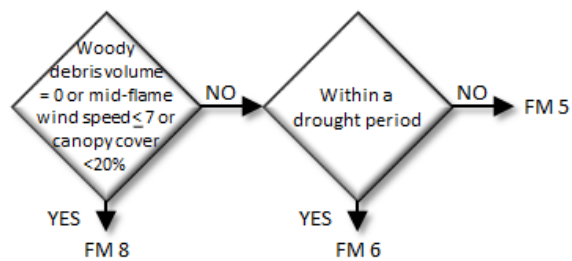 Woody
debris volume
= 0 or mid-flame
wind speed ≤ 7 or
canopy cover
<20%
NO
Within a
drought period
NO
FM 5
YES
FM 8
YES
FM 6